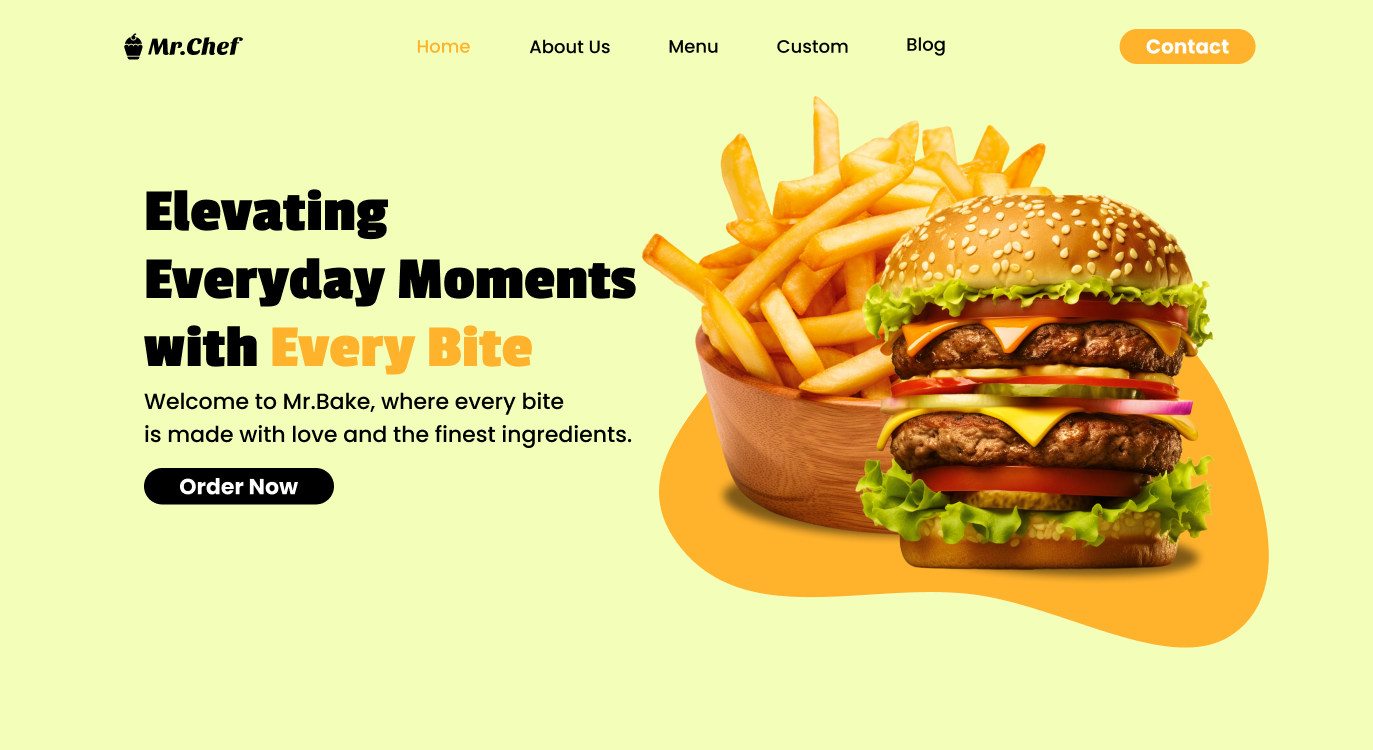 Mr.Chef
Home
About Us
Menu
Custom
Blog
Contact
Elevating
Everyday Moments
with Every Bite
Welcome to Mr.Bake, where every bite
is made with love and the finest ingredients.
Order Now